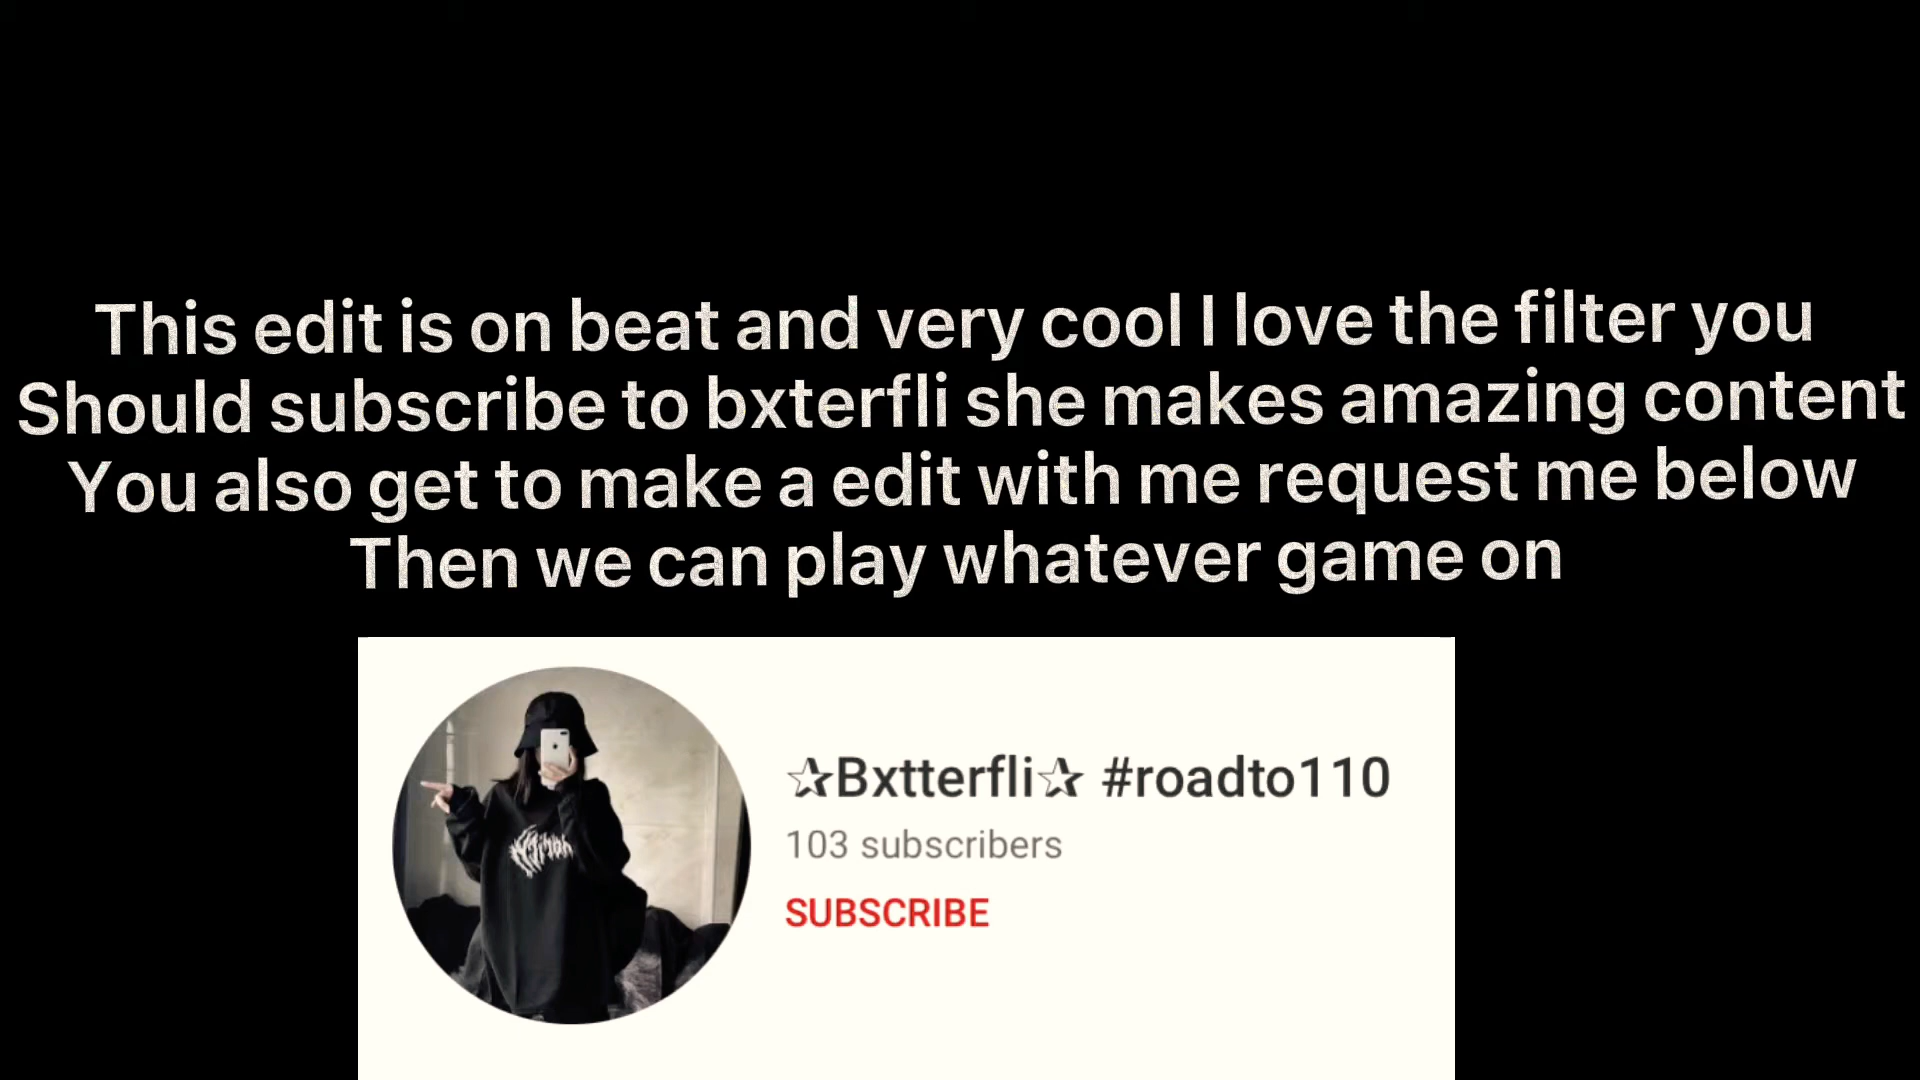 This edit is on beat and very cool I love the filter you
Should subscribe to bxterfli she makes amazing content
You also get to make a edit with me request me below
Then we can play whatever game on
☆Bxtterfli☆ #roadto110
103 subscribers
SUBSCRIBE